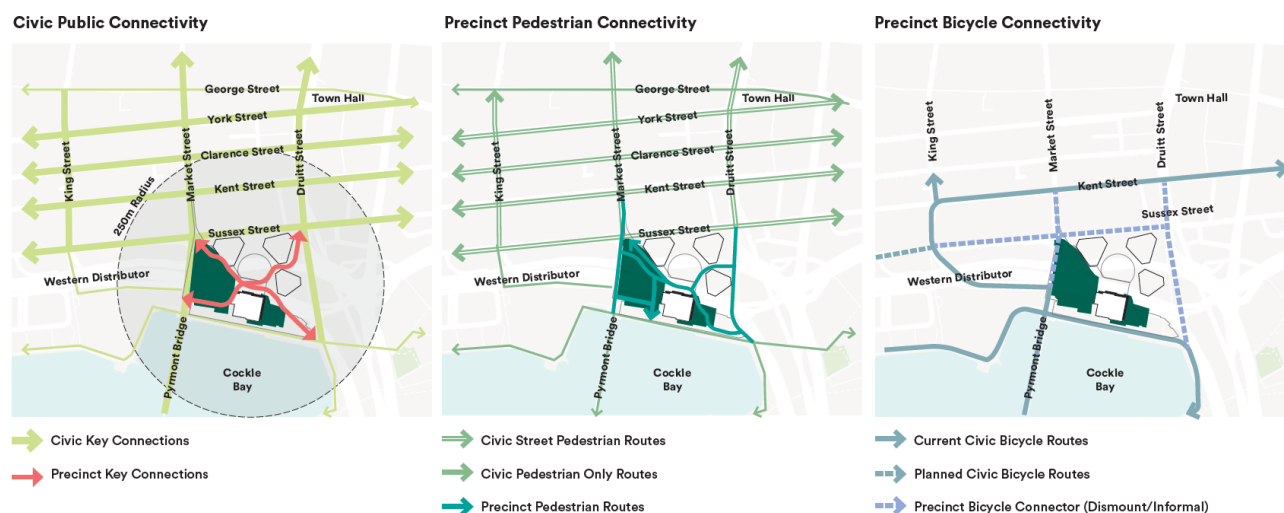 Civic Public Connectivity
George Street
Town Hall
York Street
Clarence Street
King Street
Market Street
Druitt Street
Kent Street
250m Radius
Sussex Street
Western Distributor
Pyrmont Bridge
Cockle
Bay
Civic Key Connections
Precinct Key Connections
Precinct Pedestrian Connectivity
George Street
Town Hall
York Street
Clarence Street
King Street
Market Street
Druitt Street
Kent Street
Sussex Street
Western Distributor
Pyrmont Bridge
Cockle
Bay
Civic Street Pedestrian Routes
Civic Pedestrian Only Routes
Precinct Pedestrian Routes
Precinct Bicycle Connectivity
Town Hall
King Street
Market Street
Druitt Street
Kent Street
Sussex Street
Western Distributor
Pyrmont Bridge
Cockle
Bay
Current Civic Bicycle Routes
Planned Civic Bicycle Routes
Precinct Bicycle Connector (Dismount/Informal)